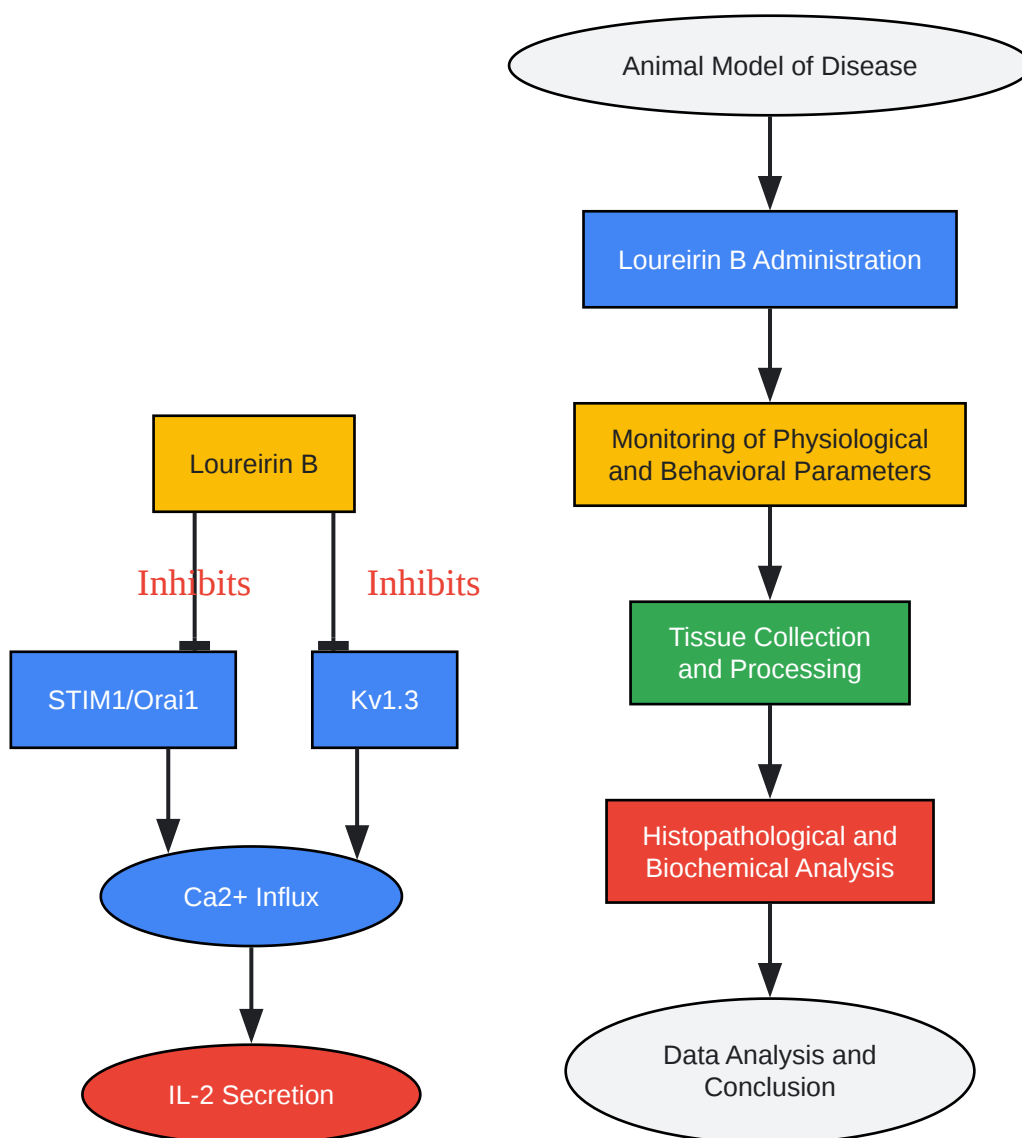 Loureirin B
Inhibits
Inhibits
STIM1/Orai1
Kv1.3
Ca2+ Influx
IL-2 Secretion
Animal Model of Disease
Loureirin B Administration
Monitoring of Physiological
and Behavioral Parameters
Tissue Collection
and Processing
Histopathological and
Biochemical Analysis
Data Analysis and
Conclusion